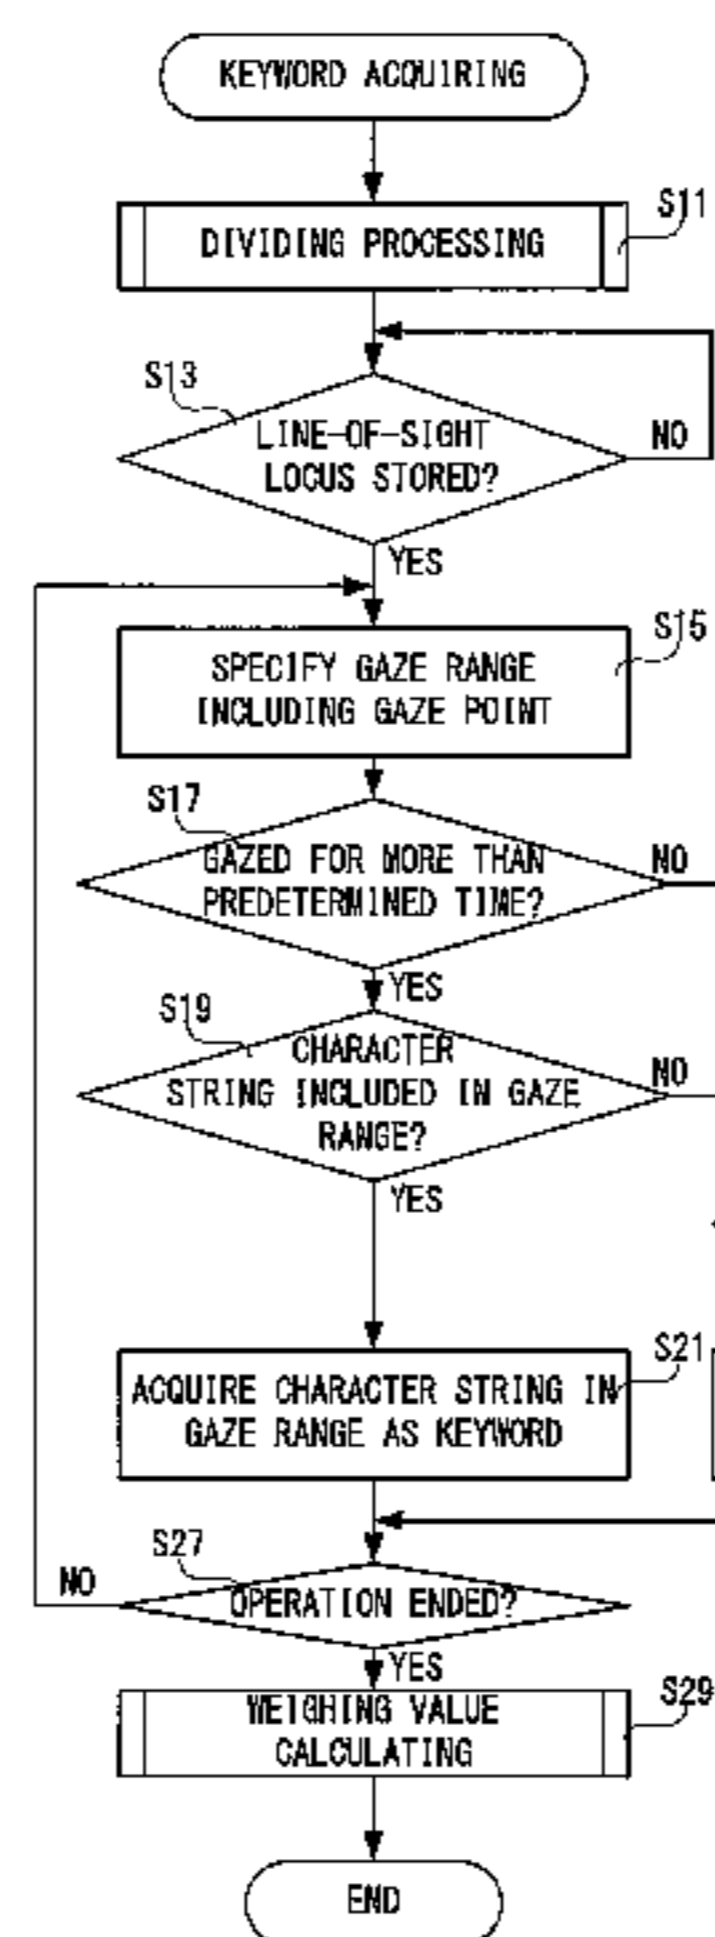 KEYWORD ACQUIRING
S11
DIVIDING PROCESSING
S13
LINE-OF-SIGHT
LOCUS STORED?
NO
YES
S15
SPECIFY GAZE RANGE
INCLUDING GAZE POINT
S17
GAZED FOR MORE THAN
PREDETERMINED TIME?
NO
YES
S19
CHARACTER
STRING INCLUDED IN GAZE
RANGE?
NO
YES
S21
ACQUIRE CHARACTER STRING IN
GAZE RANGE AS KEYWORD
S27
OPERATION ENDED?
NO
YES
S29
WEIGHING VALUE
CALCULATING
END